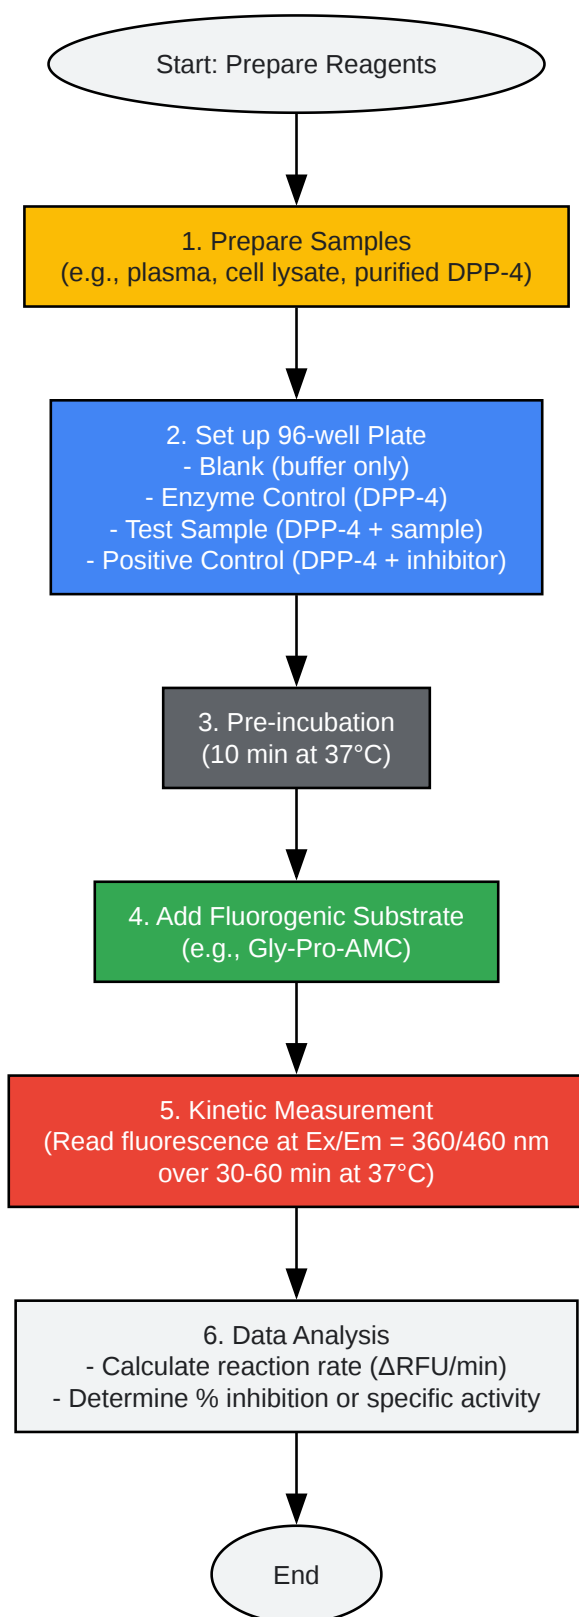 Start: Prepare Reagents
1. Prepare Samples
(e.g., plasma, cell lysate, purified DPP-4)
2. Set up 96-well Plate
- Blank (buffer only)
- Enzyme Control (DPP-4)
- Test Sample (DPP-4 + sample)
- Positive Control (DPP-4 + inhibitor)
3. Pre-incubation
(10 min at 37°C)
4. Add Fluorogenic Substrate
(e.g., Gly-Pro-AMC)
5. Kinetic Measurement
(Read fluorescence at Ex/Em = 360/460 nm
over 30-60 min at 37°C)
6. Data Analysis
- Calculate reaction rate (ΔRFU/min)
- Determine % inhibition or specific activity
End